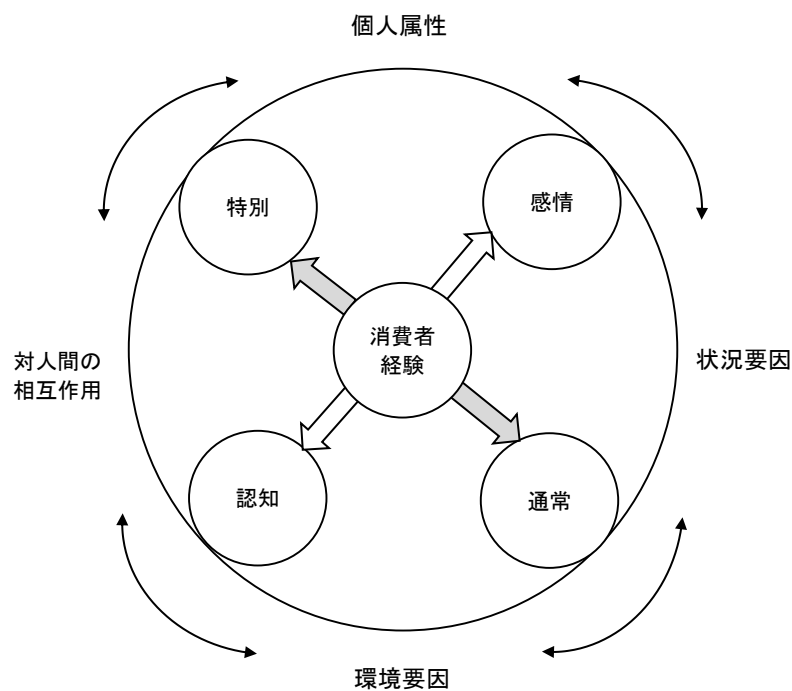 個人属性
特別
感情
消費者
経験
対人間の
相互作用
状況要因
認知
通常
環境要因